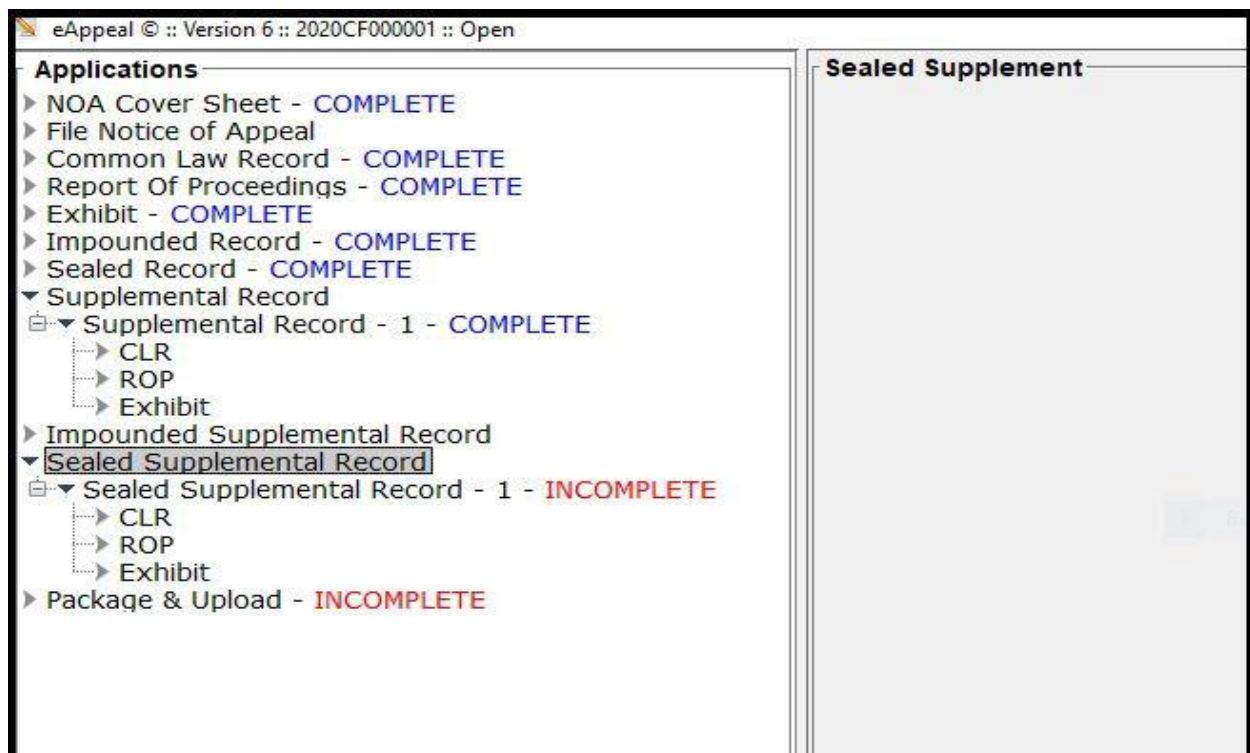 eAppeal © :: Version 6 :: 2020CF000001 :: Open
Applications
NOA Cover Sheet - COMPLETE
File Notice of Appeal
Common Law Record - COMPLETE
Report Of Proceedings - COMPLETE
Exhibit - COMPLETE
Impounded Record - COMPLETE
Sealed Record - COMPLETE
Supplemental Record
Supplemental Record - 1 - COMPLETE
CLR
ROP
Exhibit
Impounded Supplemental Record
Sealed Supplemental Record
Sealed Supplemental Record - 1 - INCOMPLETE
CLR
ROP
Exhibit
Package & Upload - INCOMPLETE
Sealed Supplement